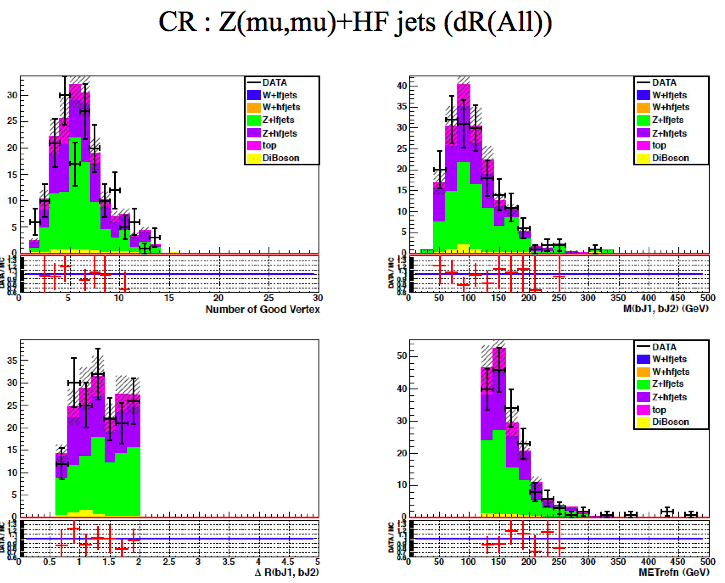 CR : Z(mu,mu)+HF jets (dR(All))
30
25
20
15
10
5
0
DATA
W+lfjets
W+hfjets
Z+lfjets
Z+hfjets
top
DiBoson
DATA / MC
0 5 10 15 20 25 30
Number of Good Vertex
40
35
30
25
20
15
10
5
0
DATA
W+lfjets
W+hfjets
Z+lfjets
Z+hfjets
top
DiBoson
DATA / MC
0 50 100 150 200 250 300 350 400 450 500
M(bJ1, bJ2) (GeV)
35
30
25
20
15
10
5
0
DATA / MC
0 0.5 1 1.5 2 2.5 3 3.5 4 4.5 5
Δ R(bJ1, bJ2)
50
40
30
20
10
0
DATA
W+lfjets
W+hfjets
Z+lfjets
Z+hfjets
top
DiBoson
DATA / MC
0 50 100 150 200 250 300 350 400 450 500
METrefn (GeV)